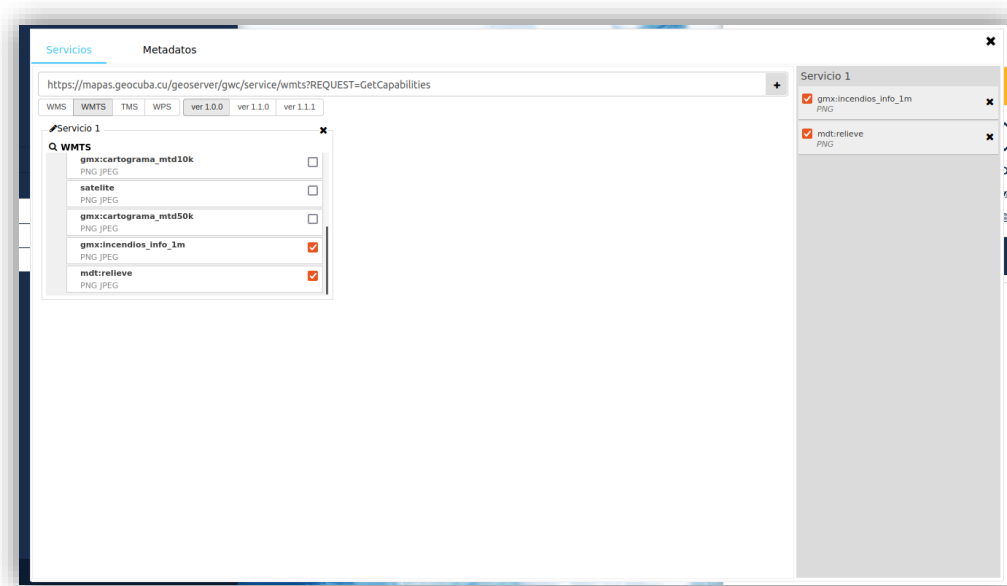 Servicios Metadatos
https://mapas.geocuba.cu/geoserver/gwc/service/wmts?REQUEST=GetCapabilities
WMS WMTS TMS WPS ver 1.0.0 ver 1.1.0 ver 1.1.1
Servicio 1
WMTS
gmx:cartograma_mtd10k
PNG JPEG
satelite
PNG JPEG
gmx:cartograma_mtd50k
PNG JPEG
gmx:incendios_info_1m
PNG JPEG
mdt:relieve
PNG JPEG
Servicio 1
gmx:incendios_info_1m
PNG
mdt:relieve
PNG